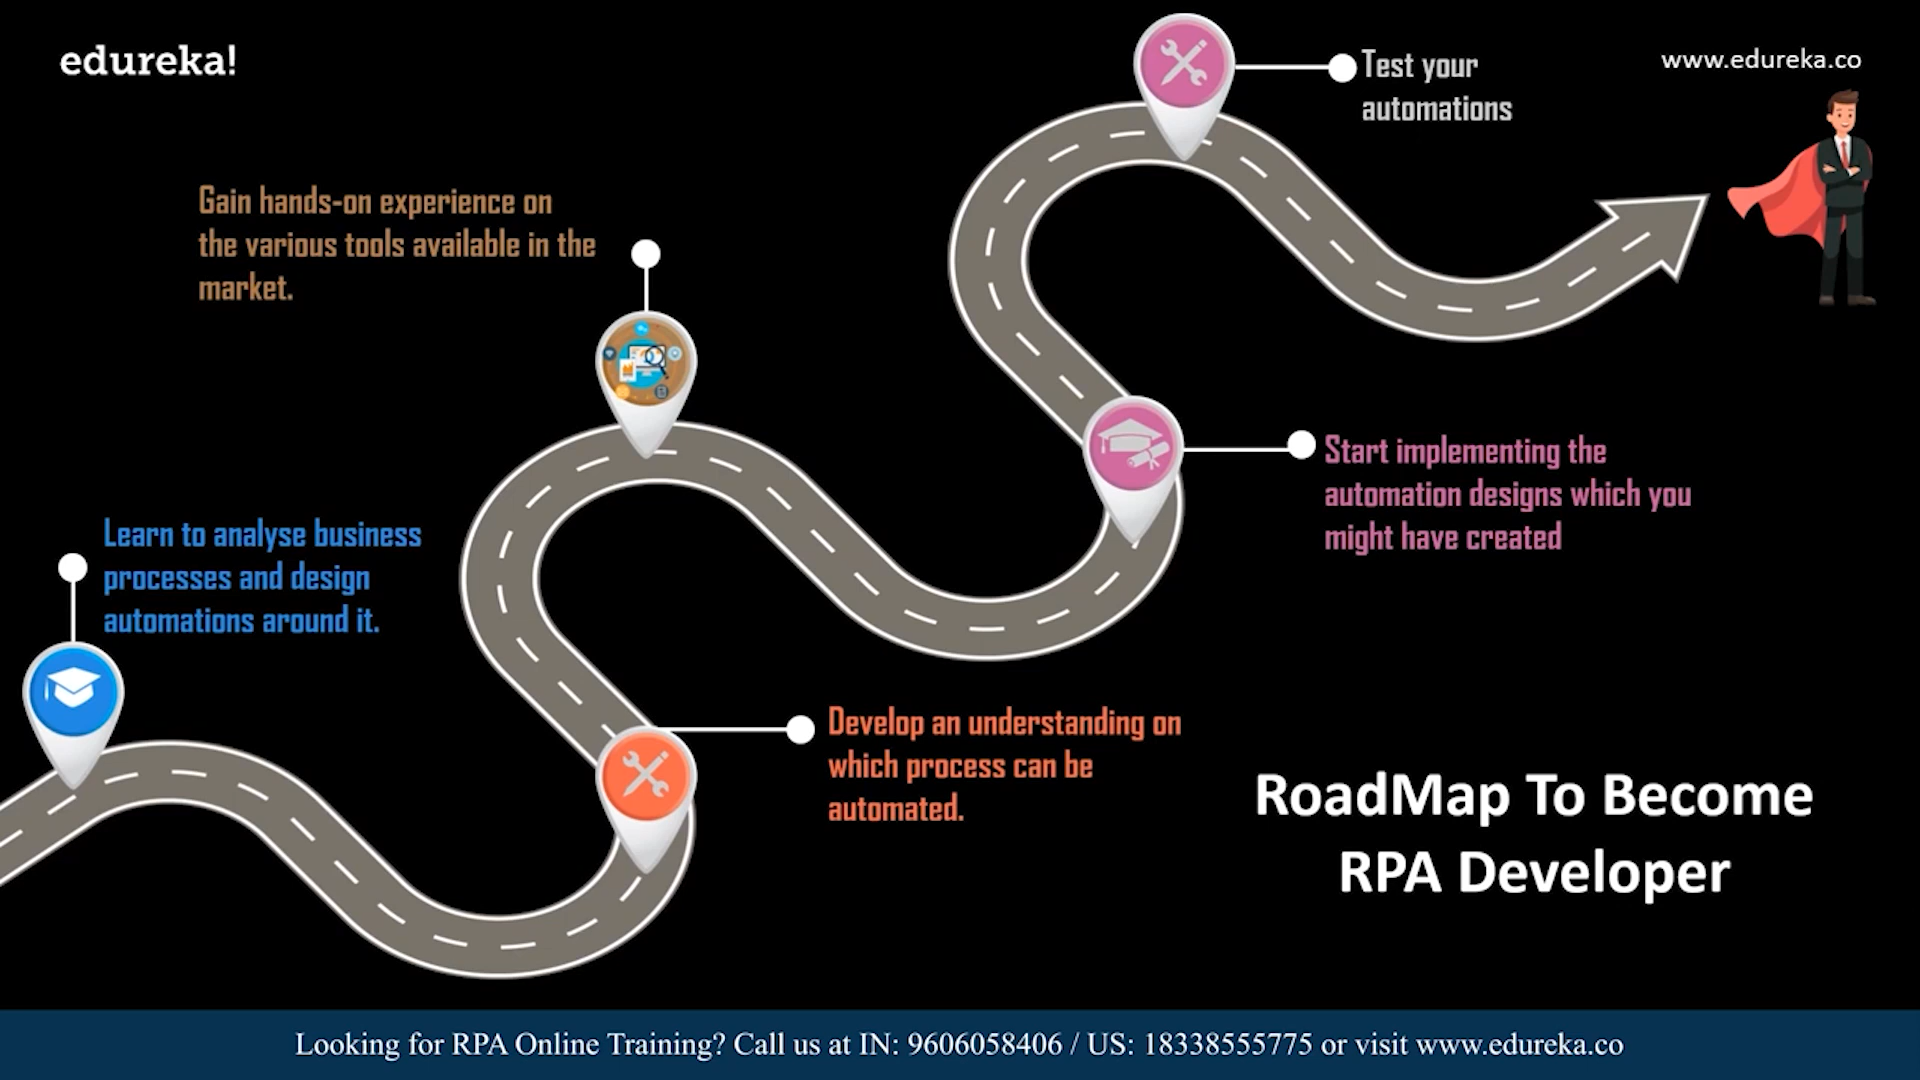 edureka!
www.edureka.co
Test your
automations
Gain hands-on experience on
the various tools available in the
market.
Start implementing the
automation designs which you
might have created
Learn to analyse business
processes and design
automations around it.
Develop an understanding on
which process can be
automated.
RoadMap To Become
RPA Developer
Looking for RPA Online Training? Call us at IN: 9606058406 / US: 18338555775 or visit www.edureka.co